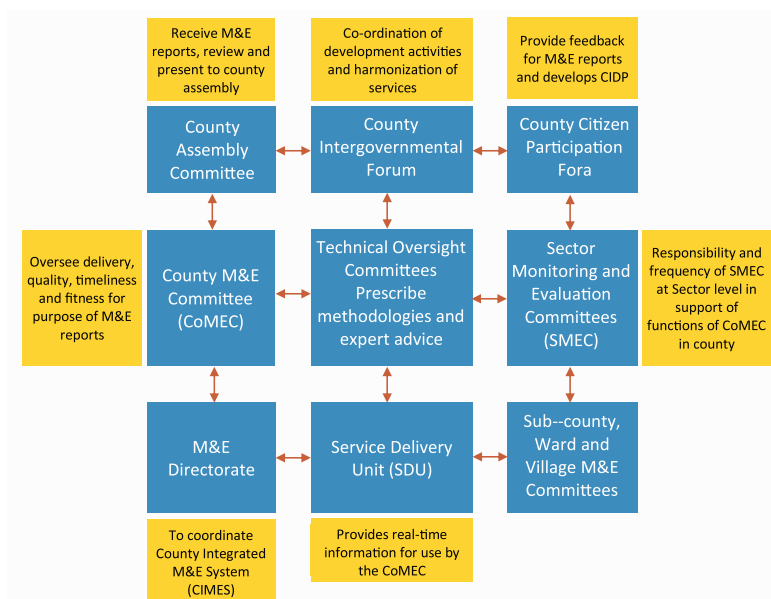 Receive M&E
reports, review and
present to county
assembly
Co-ordination of
development activities
and harmonization of
services
Provide feedback
for M&E reports
and develops CIDP
County
Assembly
Committee
County
Intergovernmental
Forum
County Citizen
Participation
Fora
Oversee delivery,
quality, timeliness
and fitness for
purpose of M&E
reports
County M&E
Committee
(CoMEC)
Technical Oversight
Committees
Prescribe
methodologies and
expert advice
Sector
Monitoring and
Evaluation
Committees
(SMEC)
Responsibility and
frequency of SMEC
at Sector level in
support of
functions of CoMEC
in county
M&E
Directorate
Service Delivery
Unit (SDU)
Sub--county,
Ward and
Village M&E
Committees
To coordinate
County Integrated
M&E System
(CIMES)
Provides real-time
information for use by
the CoMEC